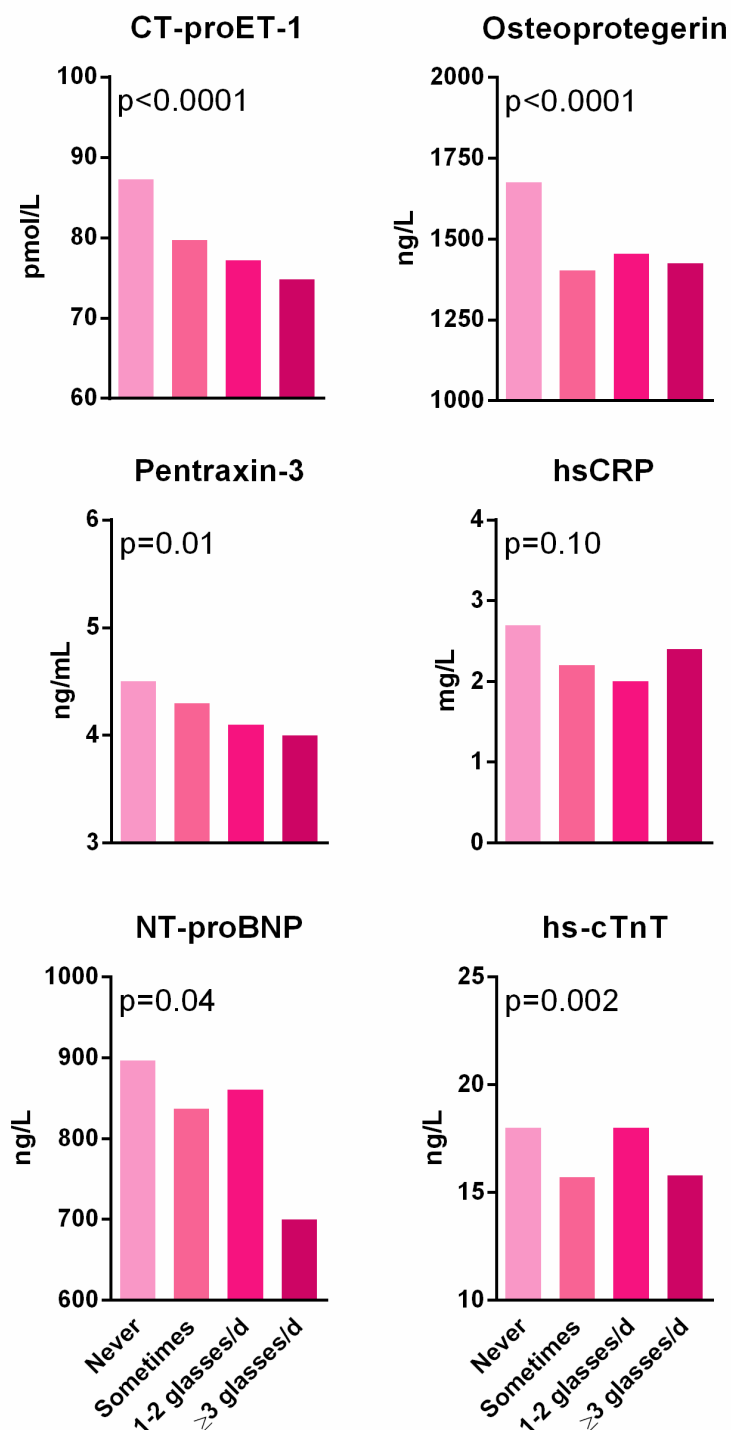 CT-proET-1
p<0.0001
pmol/L
100
90
80
70
60
Osteoprotegerin
p<0.0001
ng/L
2000
1750
1500
1250
1000
Pentraxin-3
p=0.01
ng/mL
6
5
4
3
hsCRP
p=0.10
mg/L
4
3
2
1
0
NT-proBNP
p=0.04
ng/L
1000
900
800
700
600
Never
Sometimes
1-2 glasses/d
≥3 glasses/d
hs-cTnT
p=0.002
ng/L
25
20
15
10
Never
Sometimes
1-2 glasses/d
≥3 glasses/d